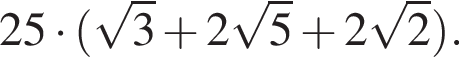 25 · (√3 + 2√5 + 2√2).